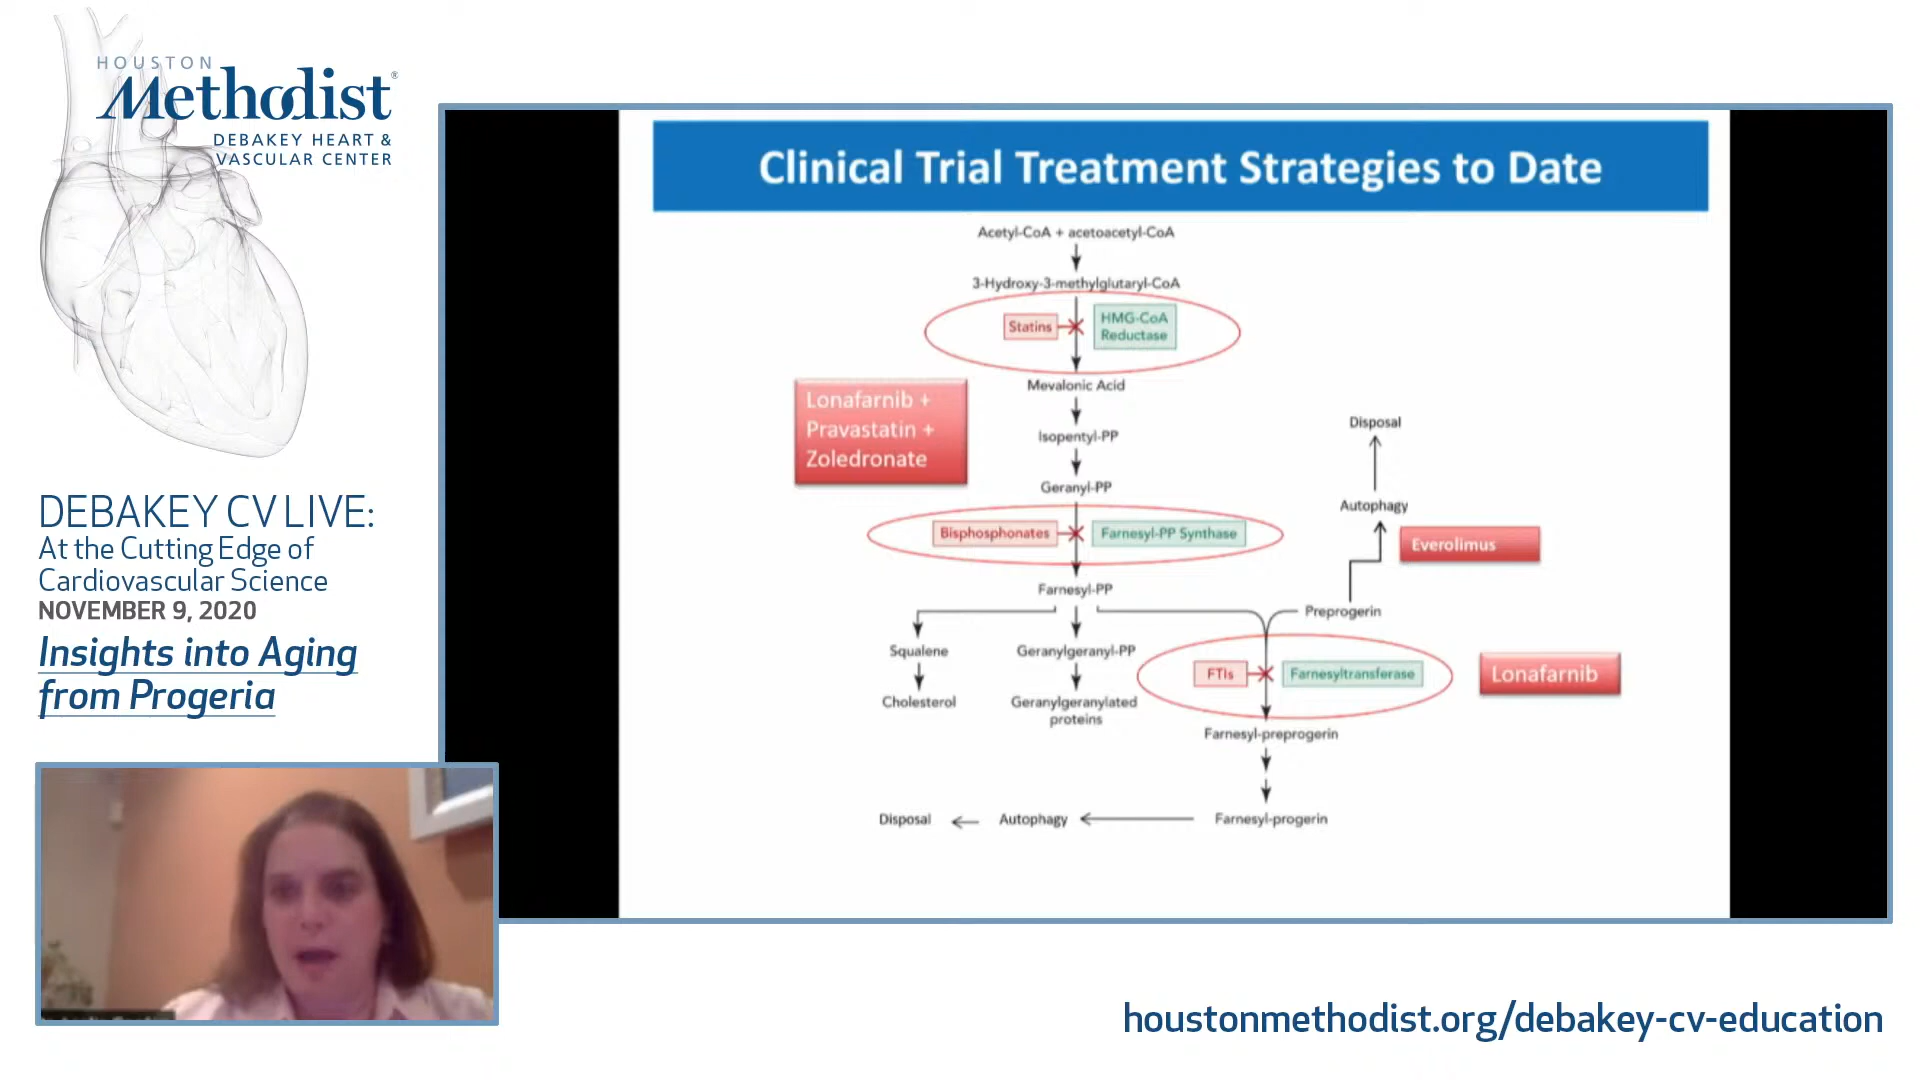 HOUSTON
Methodist®
DEBAKEY HEART &
VASCULAR CENTER
DEBAKEY CV LIVE:
At the Cutting Edge of
Cardiovascular Science
NOVEMBER 9, 2020
Insights into Aging
from Progeria
Clinical Trial Treatment Strategies to Date
Acetyl-CoA + acetoacetyl-CoA
3-Hydroxy-3-methylglutaryl-CoA
Statins
HMG-CoA
Reductase
Mevalonic Acid
Lonafarnib +
Pravastatin +
Zoledronate
Isopentyl-PP
Geranyl-PP
Bisphosphonates
Farnesyl-PP Synthase
Farnesyl-PP
Disposal
Autophagy
Everolimus
Preprogerin
Squalene
Cholesterol
Geranylgeranyl-PP
Geranylgeranylated
proteins
FTIs
Farnesyltransferase
Lonafarnib
Farnesyl-preprogerin
Farnesyl-progerin
Autophagy
Disposal
houstonmethodist.org/debakey-cv-education